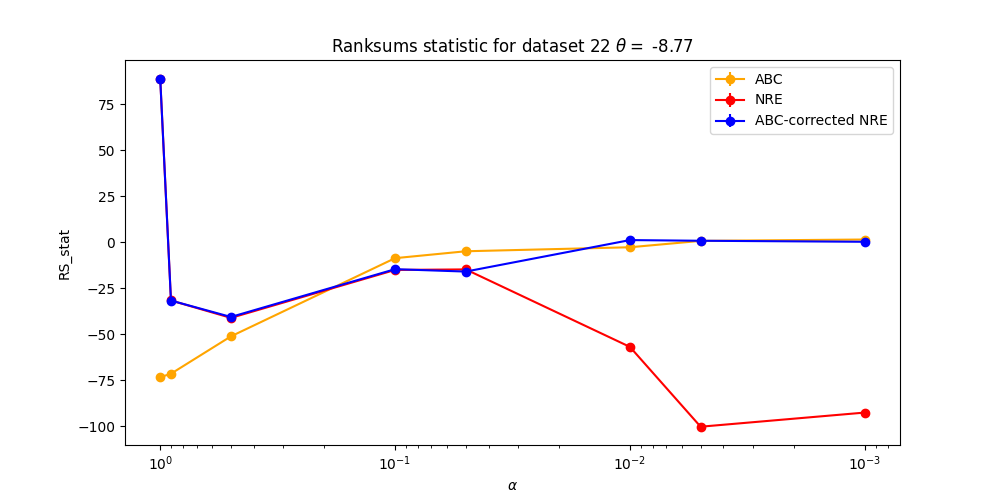 Ranksums statistic for dataset 22 θ = -8.77
ABC
NRE
ABC-corrected NRE
RS_stat
75
50
25
0
−25
−50
−75
−100
10⁰
10⁻¹
10⁻²
10⁻³
α